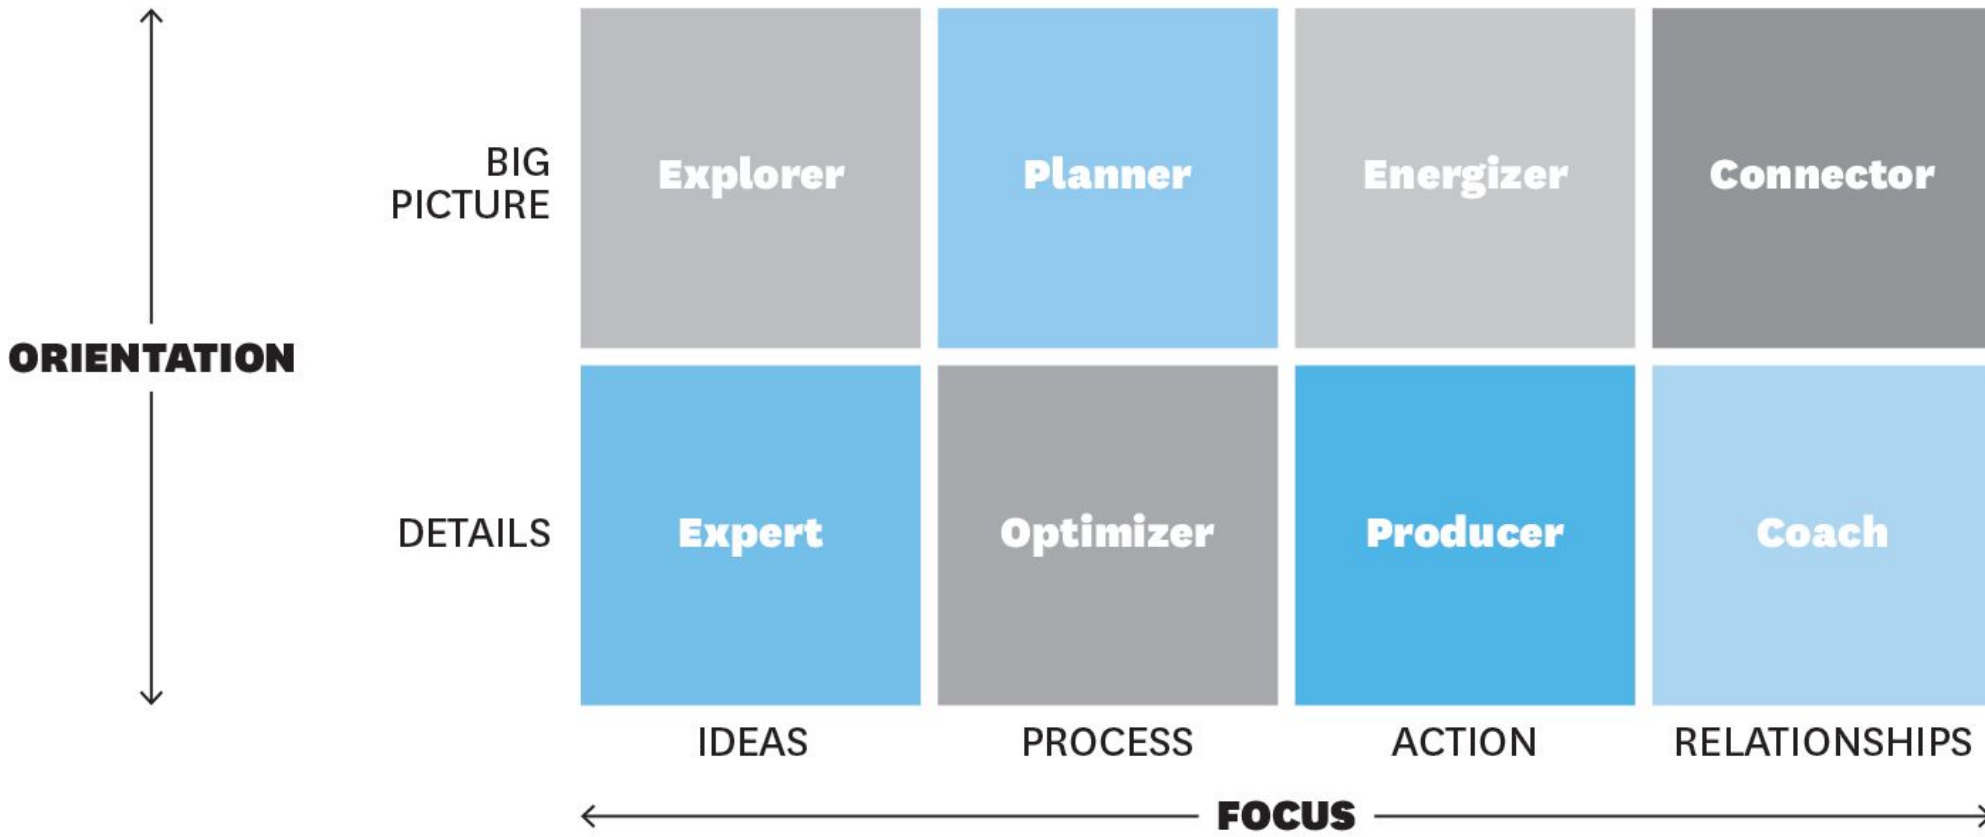 BIG
PICTURE
Explorer
Planner
Energizer
Connector
ORIENTATION
DETAILS
Expert
Optimizer
Producer
Coach
IDEAS
PROCESS
ACTION
RELATIONSHIPS
FOCUS